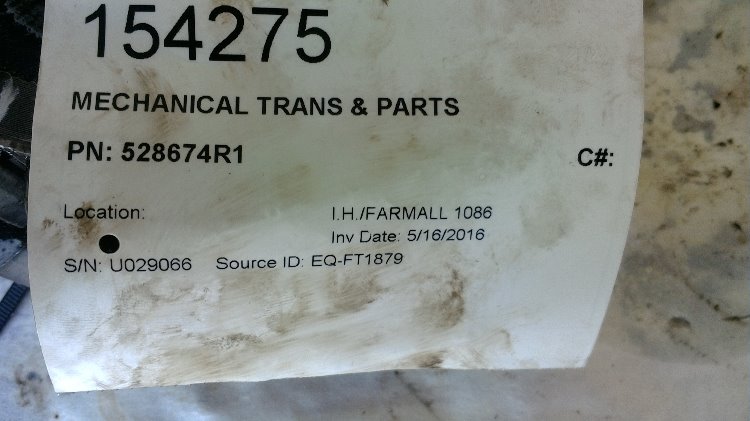 154275
MECHANICAL TRANS & PARTS
PN: 528674R1 C#:
Location: I.H./FARMALL 1086
Inv Date: 5/16/2016
S/N: U029066 Source ID: EQ-FT1879